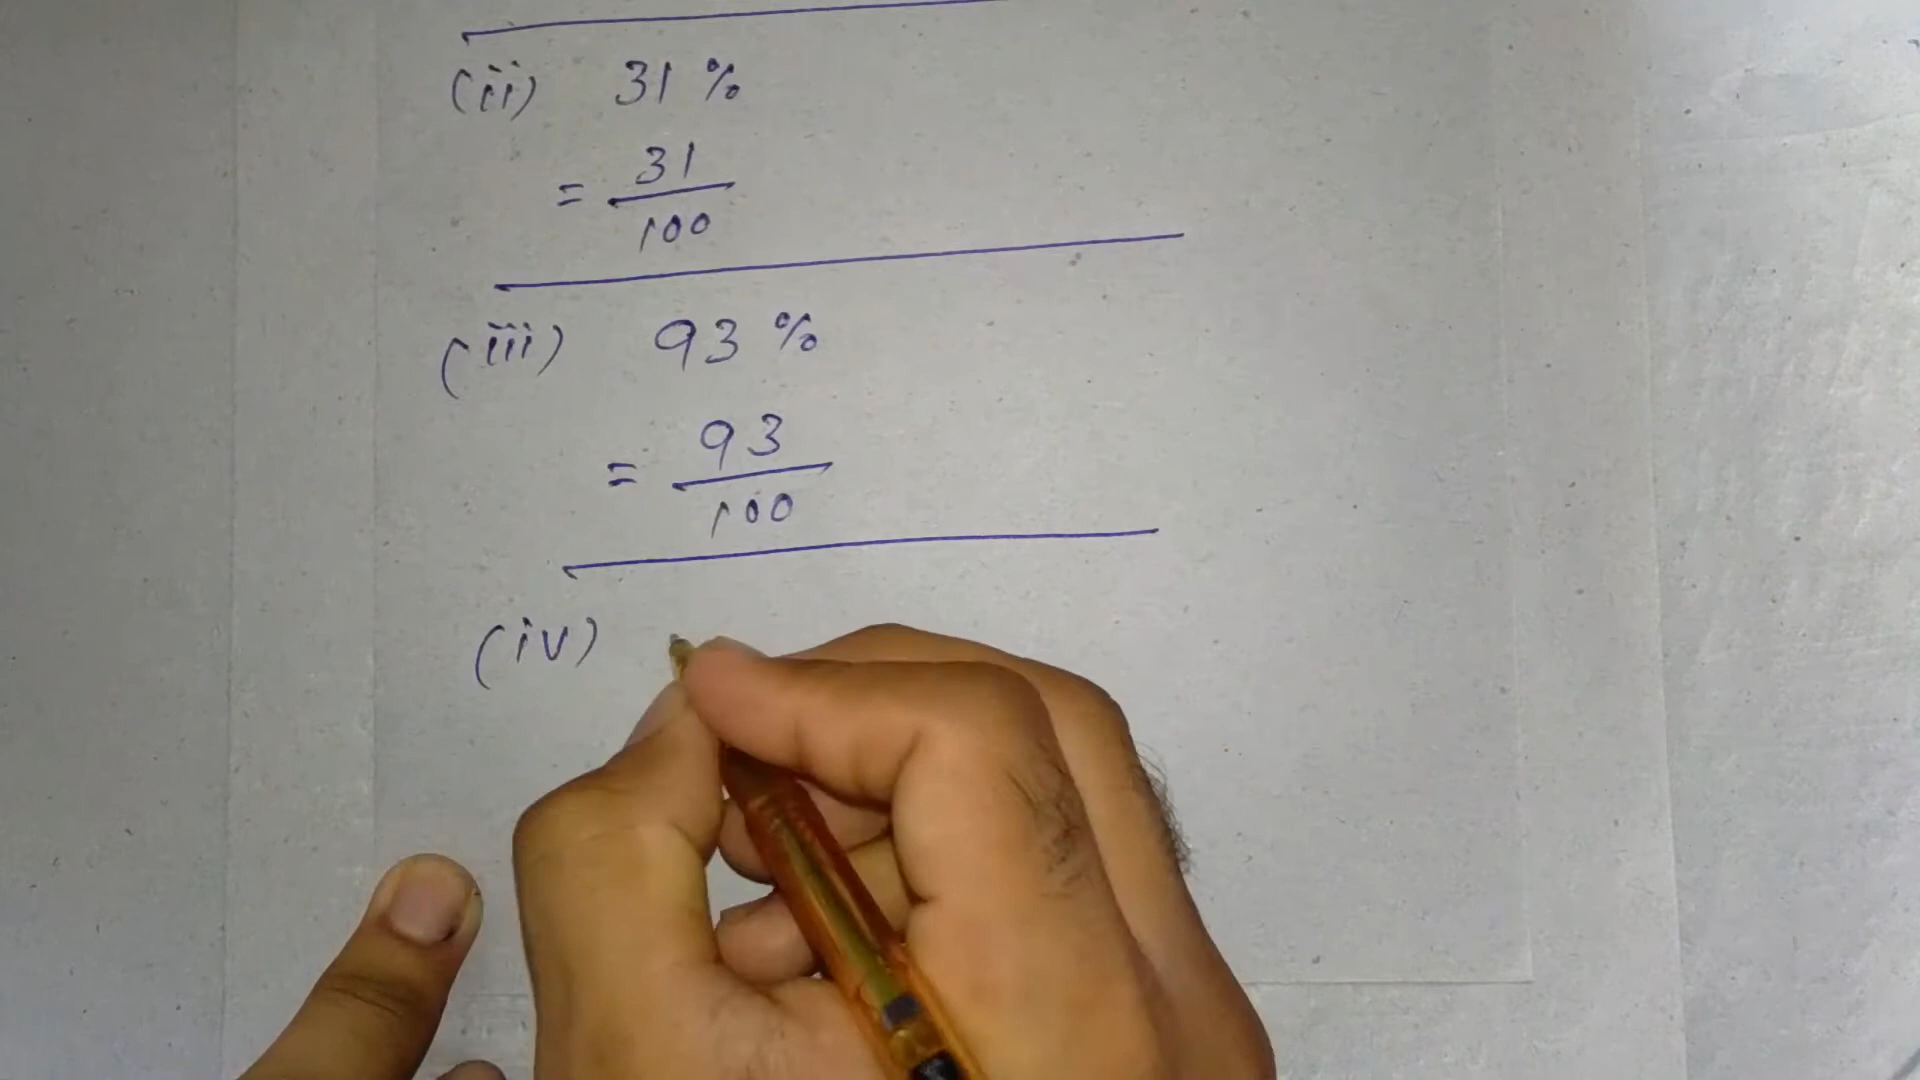 (ii) 31 %
= 31/100
(iii) 93 %
= 93/100
(iv)